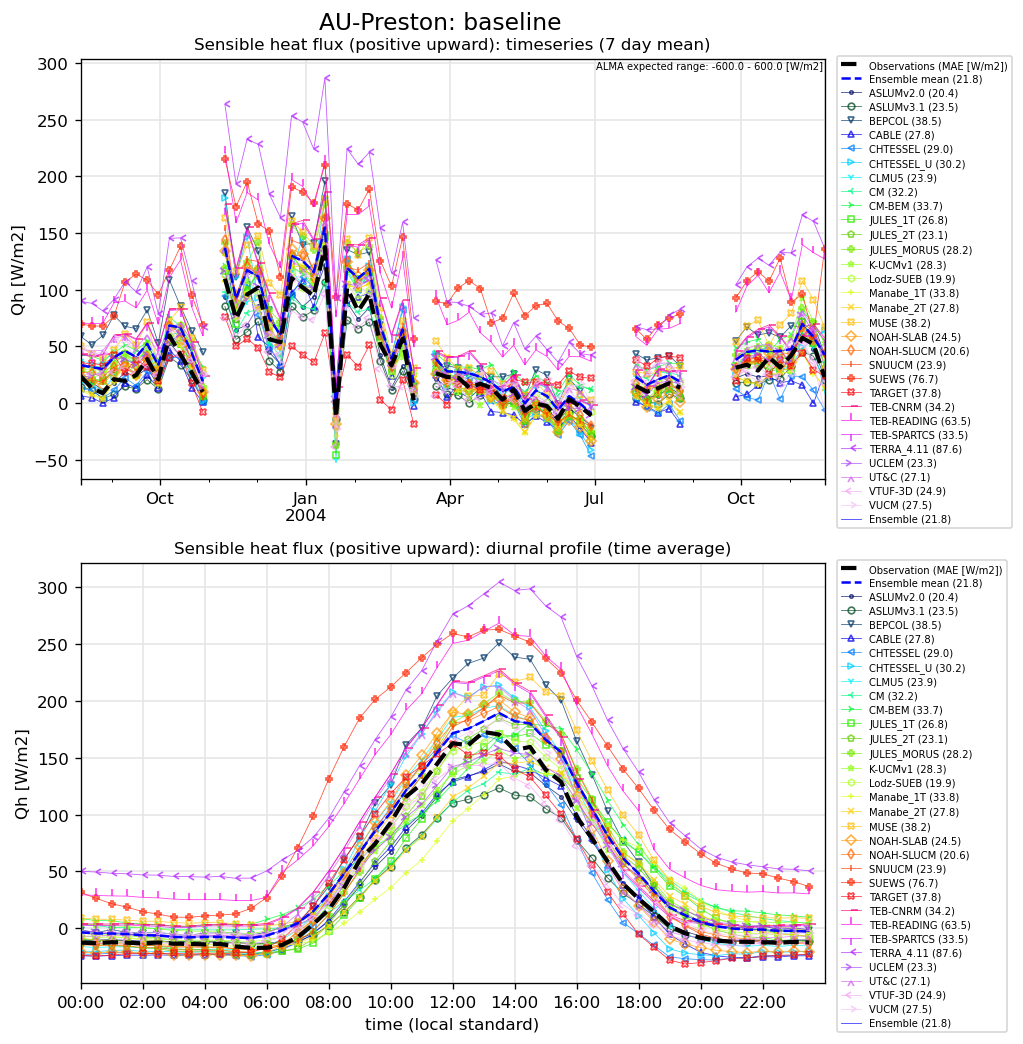 AU-Preston: baseline
Sensible heat flux (positive upward): timeseries (7 day mean)
ALMA expected range: -600.0 - 600.0 [W/m2]
Qh [W/m2]
300
250
200
150
100
50
0
−50
Oct
Jan
2004
Apr
Jul
Oct
Observations (MAE [W/m2])
Ensemble mean (21.8)
ASLUMv2.0 (20.4)
ASLUMv3.1 (23.5)
BEPCOL (38.5)
CABLE (27.8)
CHTESSEL (29.0)
CHTESSEL_U (30.2)
CLMU5 (23.9)
CM (32.2)
CM-BEM (33.7)
JULES_1T (26.8)
JULES_2T (23.1)
JULES_MORUS (28.2)
K-UCMv1 (28.3)
Lodz-SUEB (19.9)
Manabe_1T (33.8)
Manabe_2T (27.8)
MUSE (38.2)
NOAH-SLAB (24.5)
NOAH-SLUCM (20.6)
SNUUCM (23.9)
SUEWS (76.7)
TARGET (37.8)
TEB-CNRM (34.2)
TEB-READING (63.5)
TEB-SPARTCS (33.5)
TERRA_4.11 (87.6)
UCLEM (23.3)
UT&C (27.1)
VTUF-3D (24.9)
VUCM (27.5)
Ensemble (21.8)
Sensible heat flux (positive upward): diurnal profile (time average)
Qh [W/m2]
300
250
200
150
100
50
0
00:00
02:00
04:00
06:00
08:00
10:00
12:00
14:00
16:00
18:00
20:00
22:00
time (local standard)
Observation (MAE [W/m2])
Ensemble mean (21.8)
ASLUMv2.0 (20.4)
ASLUMv3.1 (23.5)
BEPCOL (38.5)
CABLE (27.8)
CHTESSEL (29.0)
CHTESSEL_U (30.2)
CLMU5 (23.9)
CM (32.2)
CM-BEM (33.7)
JULES_1T (26.8)
JULES_2T (23.1)
JULES_MORUS (28.2)
K-UCMv1 (28.3)
Lodz-SUEB (19.9)
Manabe_1T (33.8)
Manabe_2T (27.8)
MUSE (38.2)
NOAH-SLAB (24.5)
NOAH-SLUCM (20.6)
SNUUCM (23.9)
SUEWS (76.7)
TARGET (37.8)
TEB-CNRM (34.2)
TEB-READING (63.5)
TEB-SPARTCS (33.5)
TERRA_4.11 (87.6)
UCLEM (23.3)
UT&C (27.1)
VTUF-3D (24.9)
VUCM (27.5)
Ensemble (21.8)